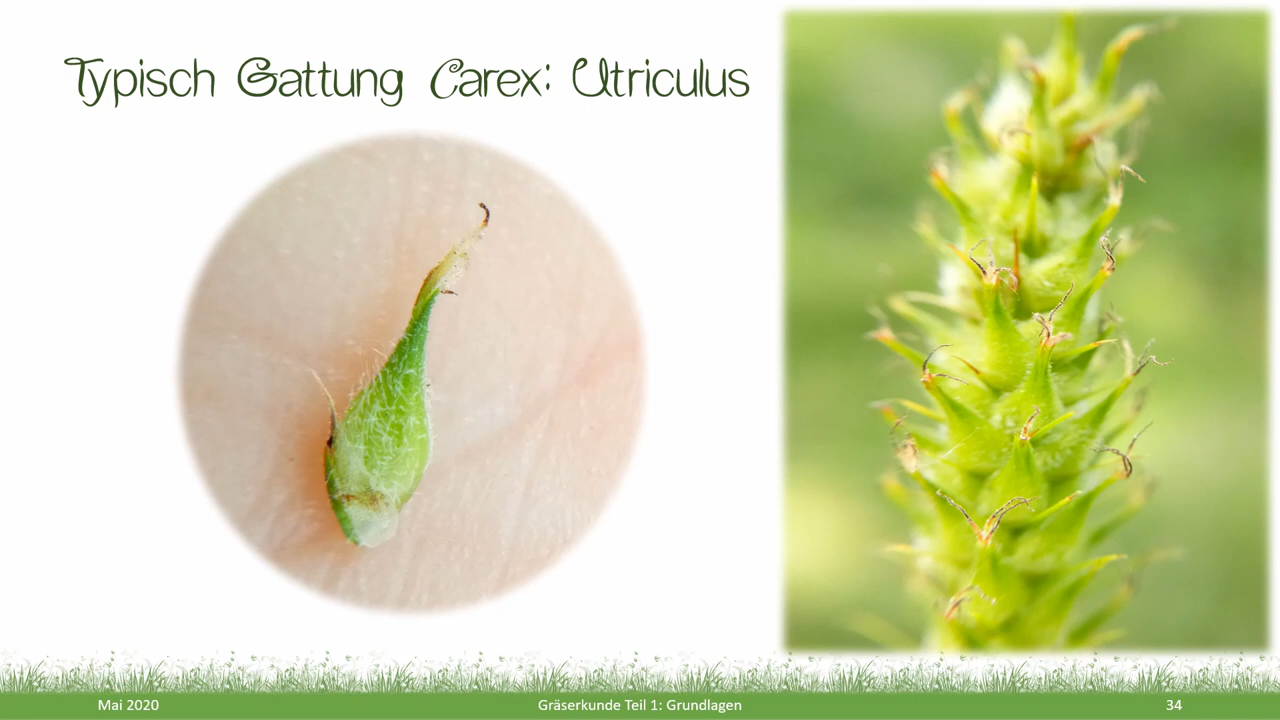 Typisch Gattung Carex: Utriculus
Mai 2020
Gräserkunde Teil 1: Grundlagen
34